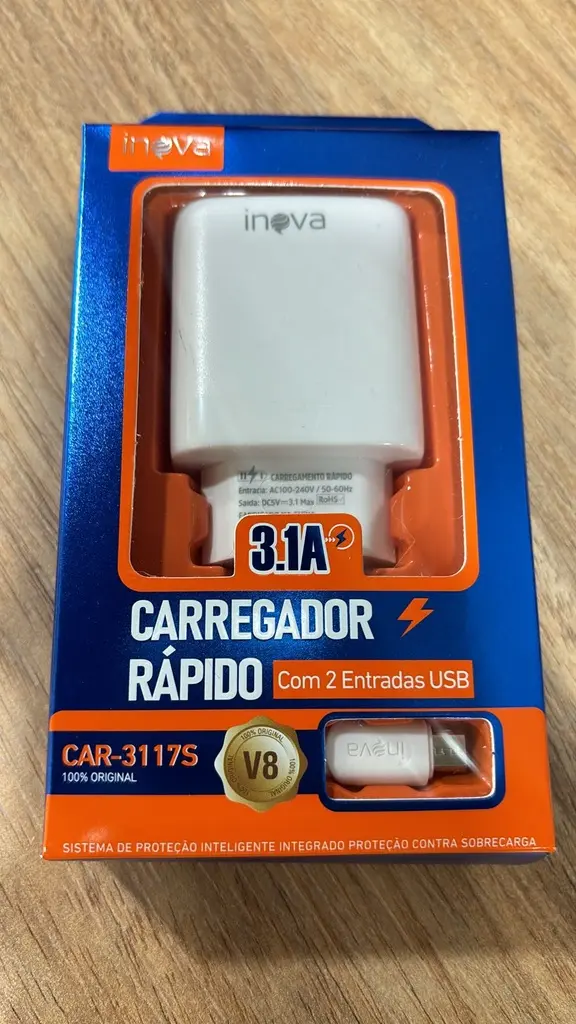 inova
inova
CARREGAMENTO RÁPIDO
Entrada: AC100-240V / 50-60Hz
Saída: DC5V⎓3.1 Max RoHS
3.1A
CARREGADOR
RÁPIDO Com 2 Entradas USB
CAR-3117S
100% ORIGINAL
100% ORIGINAL
V8
100% ORIGINAL
inova
SISTEMA DE PROTEÇÃO INTELIGENTE INTEGRADO PROTEÇÃO CONTRA SOBRECARGA